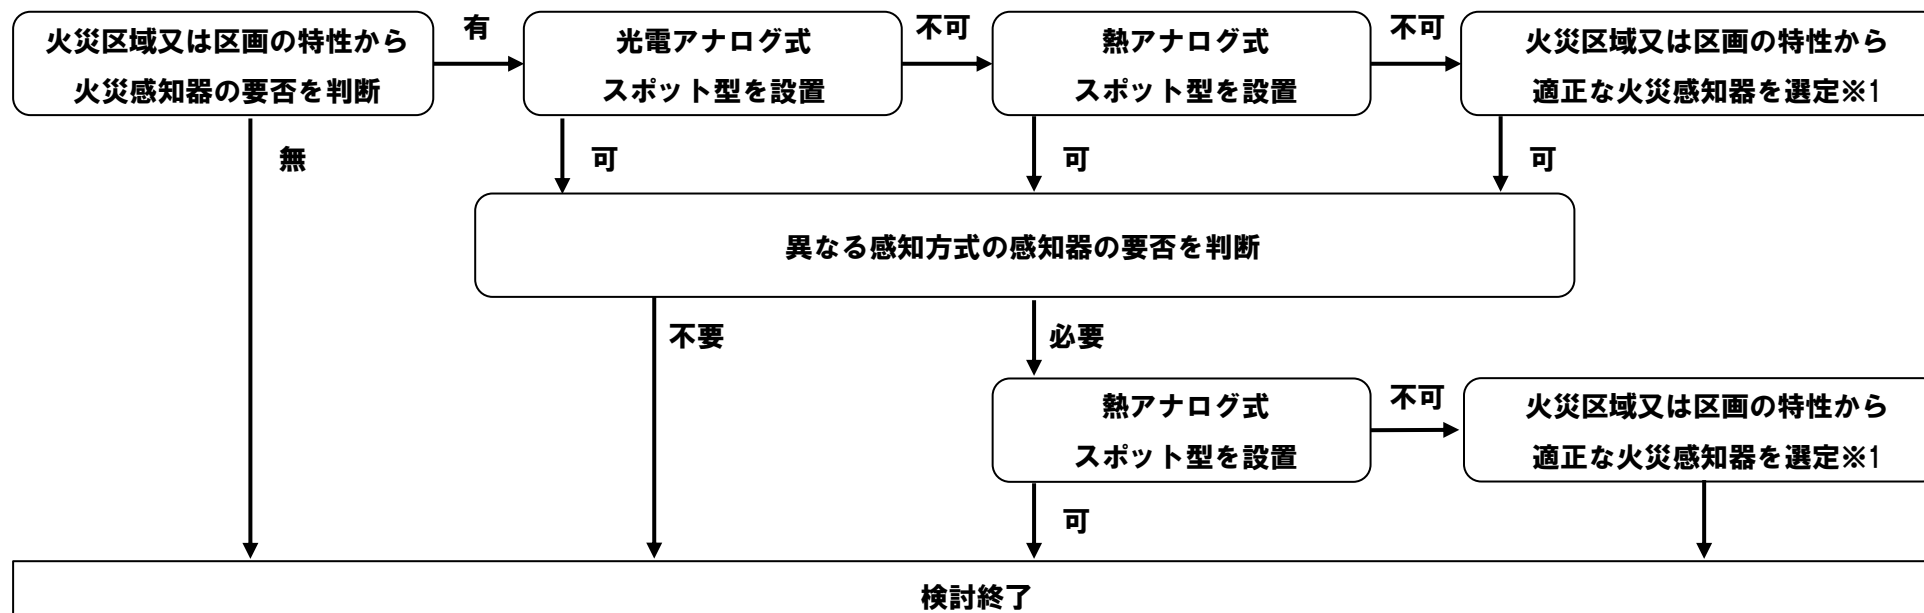 火災区域又は区画の特性から
火災感知器の要否を判断
有
光電アナログ式
スポット型を設置
不可
熱アナログ式
スポット型を設置
不可
火災区域又は区画の特性から
適正な火災感知器を選定※1
無
可
可
可
異なる感知方式の感知器の要否を判断
不要
必要
熱アナログ式
スポット型を設置
不可
火災区域又は区画の特性から
適正な火災感知器を選定※1
可
検討終了